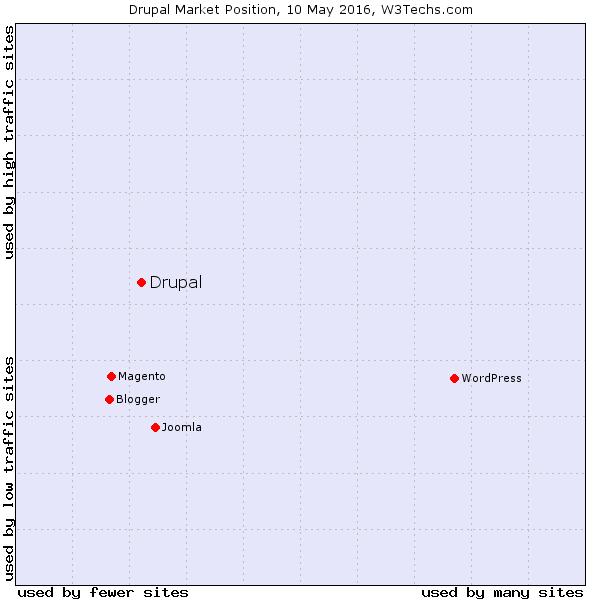 Drupal Market Position, 10 May 2016, W3Techs.com
used by high traffic sites
Drupal
Magento
WordPress
Blogger
Joomla
used by low traffic sites
used by fewer sites
used by many sites